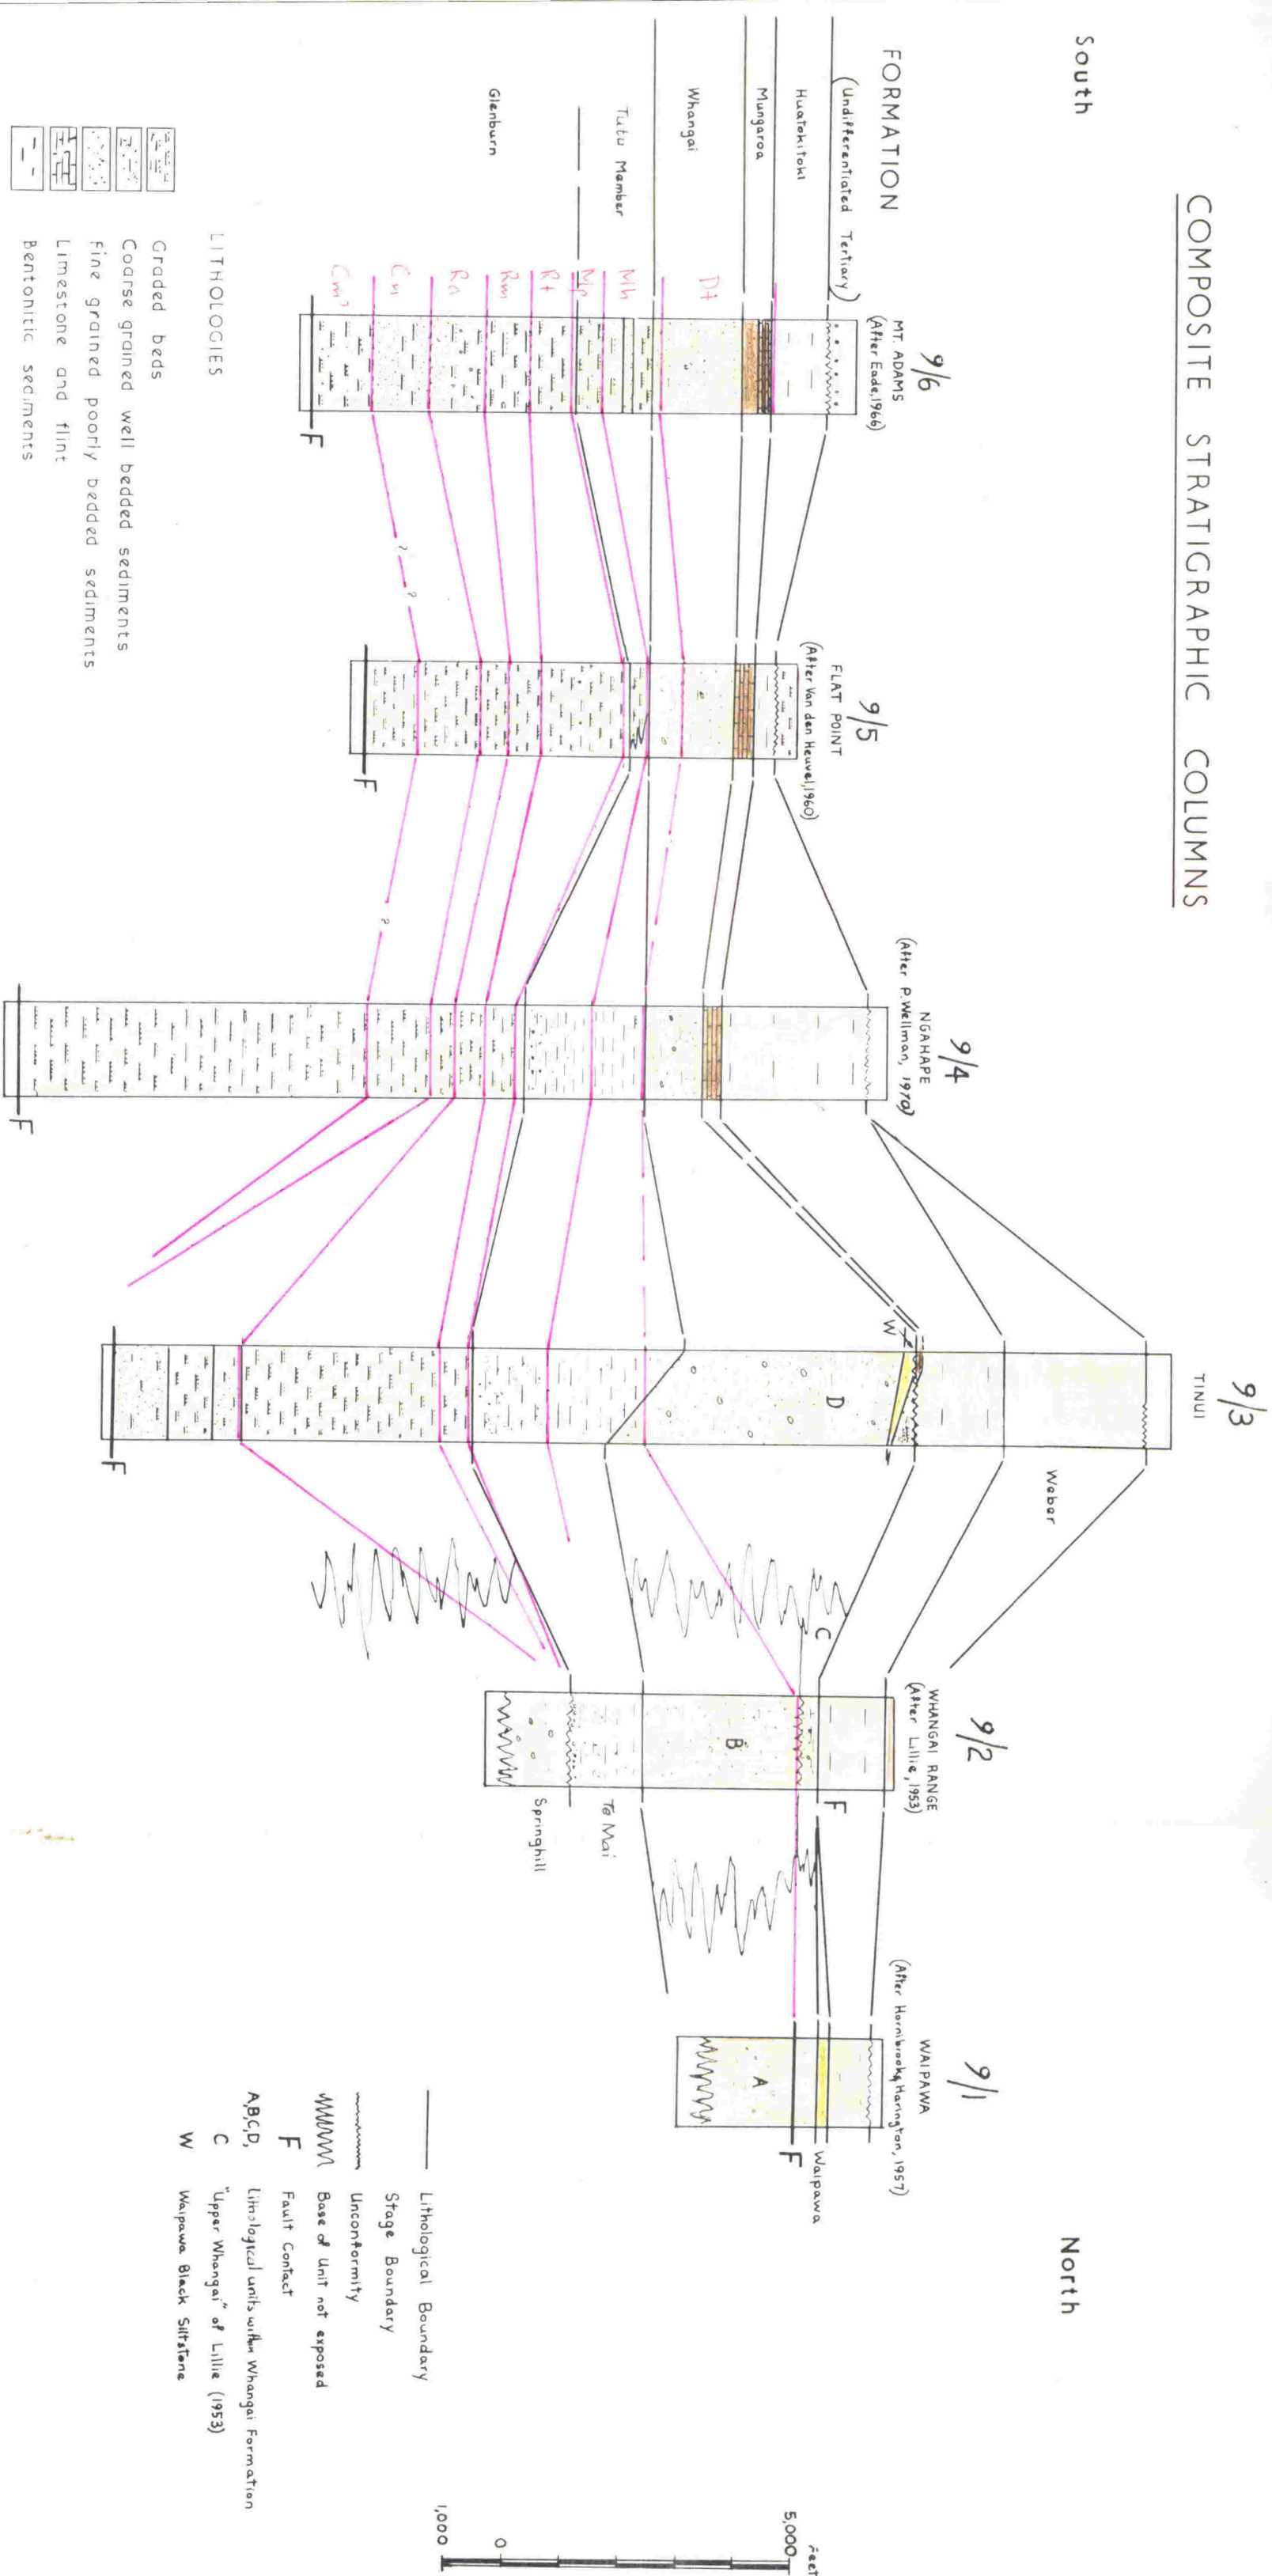 COMPOSITE STRATIGRAPHIC COLUMNS
South
North
FORMATION
(Undifferentiated Tertiary)
Huatokitoki
Mungaroa
Whangai
Tutu Member
Glenburn
Dt
Mh
Mp
Rt
Rm
Ra
Cn
Cm?
9/6
MT. ADAMS
(After Eade, 1966)
F
9/5
FLAT POINT
(After Van den Heuvel, 1960)
F
? ?
9/4
NGAHAPE
(After P. Wellman, 1970)
F
?
9/3
TINUI
W
D
F
Weber
C
9/2
WHANGAI RANGE
(After Lillie, 1953)
B
F
Te Mai
Springhill
9/1
WAIPAWA
(After Hornibrook & Harington, 1957)
A
F
Waipawa
LITHOLOGIES
Graded beds
Coarse grained well bedded sediments
Fine grained poorly bedded sediments
Limestone and flint
Bentonitic sediments
Lithological Boundary
Stage Boundary
Unconformity
Base of Unit not exposed
F Fault Contact
A,B,C,D, Lithological units within Whangai Formation
C "Upper Whangai" of Lillie (1953)
W Waipawa Black Siltstone
Feet
5,000
0
1,000